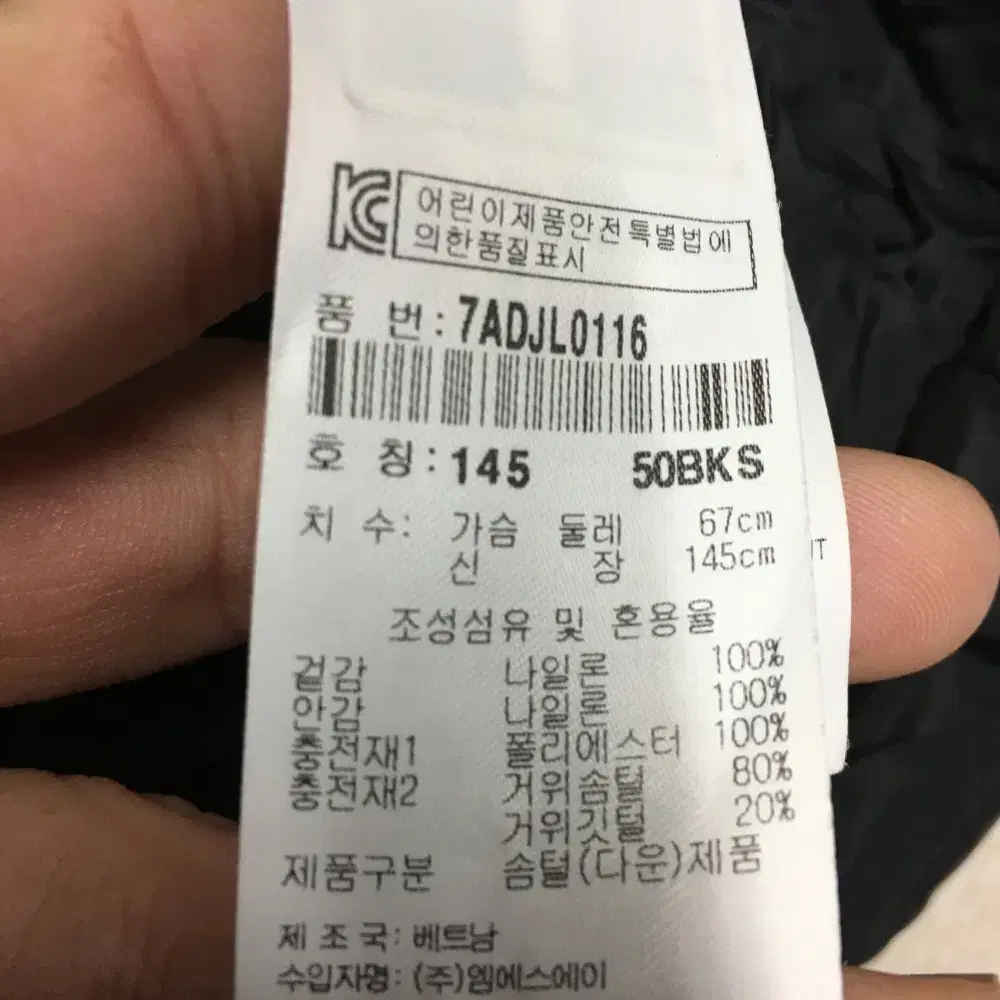 KC 어린이제품안전특별법에
의한품질표시
품 번: 7ADJL0116
호 칭: 145 50BKS
치 수: 가슴 둘레 67cm
신 장 145cm
조성섬유 및 혼용율
겉감 나일론 100%
안감 나일론 100%
충전재1 폴리에스터 100%
충전재2 거위솜털 80%
거위깃털 20%
제품구분 솜털(다운)제품
제 조 국: 베트남
수입자명: (주)엠에스에이